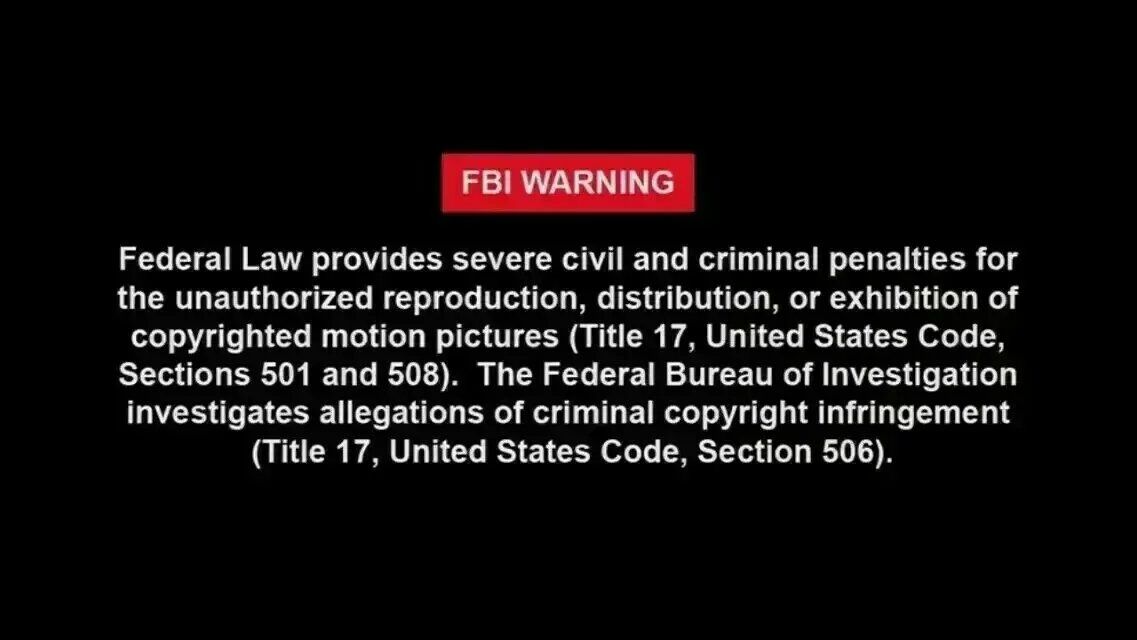 FBI WARNING
Federal Law provides severe civil and criminal penalties for
the unauthorized reproduction, distribution, or exhibition of
copyrighted motion pictures (Title 17, United States Code,
Sections 501 and 508).  The Federal Bureau of Investigation
investigates allegations of criminal copyright infringement
(Title 17, United States Code, Section 506).